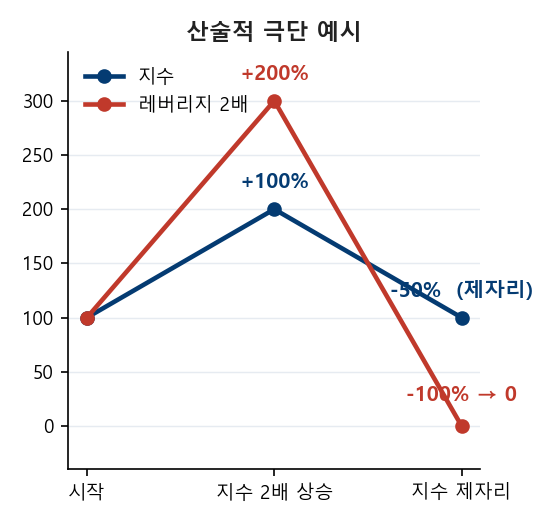 산술적 극단 예시
지수
레버리지 2배
+200%
+100%
-50% (제자리)
-100% → 0
300
250
200
150
100
50
0
시작
지수 2배 상승
지수 제자리